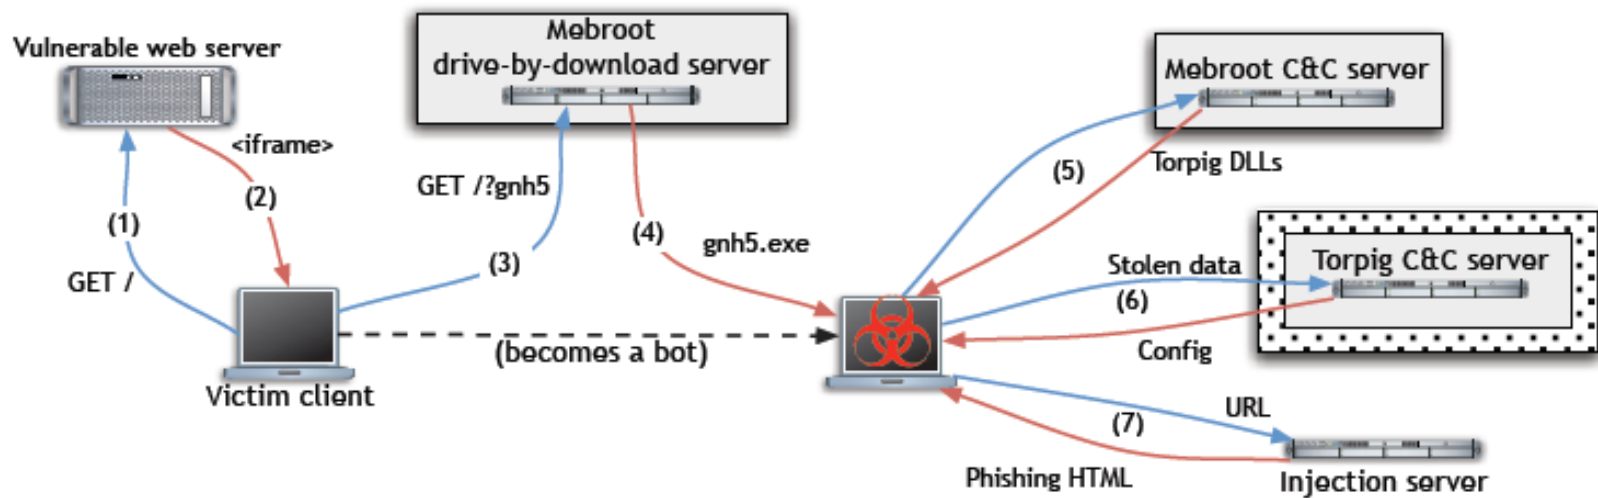 Vulnerable web server
Mebroot
drive-by-download server
Mebroot C&C server
<iframe>
GET /?gnh5
(1)
(2)
(3)
(4)
(5)
Torpig DLLs
GET /
gnh5.exe
Stolen data
(6)
Torpig C&C server
Config
(becomes a bot)
Victim client
URL
(7)
Phishing HTML
Injection server